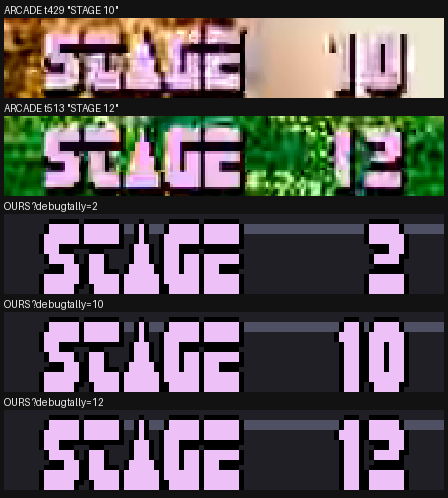 ARCADE t429 "STAGE 10"
STAGE 10
ARCADE t513 "STAGE 12"
STAGE 12
OURS ?debugtally=2
STAGE 2
OURS ?debugtally=10
STAGE 10
OURS ?debugtally=12
STAGE 12